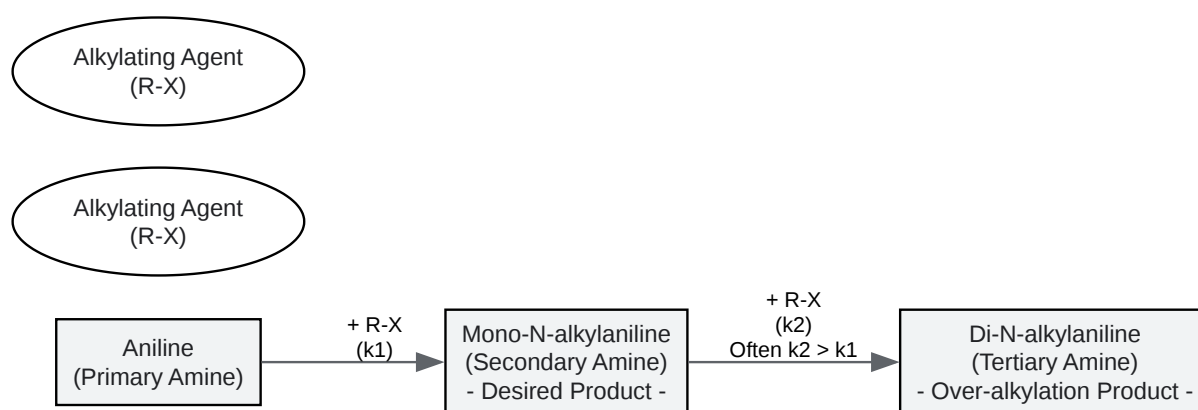 Alkylating Agent
(R-X)
Alkylating Agent
(R-X)
Aniline
(Primary Amine)
+ R-X
(k1)
Mono-N-alkylaniline
(Secondary Amine)
- Desired Product -
+ R-X
(k2)
Often k2 > k1
Di-N-alkylaniline
(Tertiary Amine)
- Over-alkylation Product -